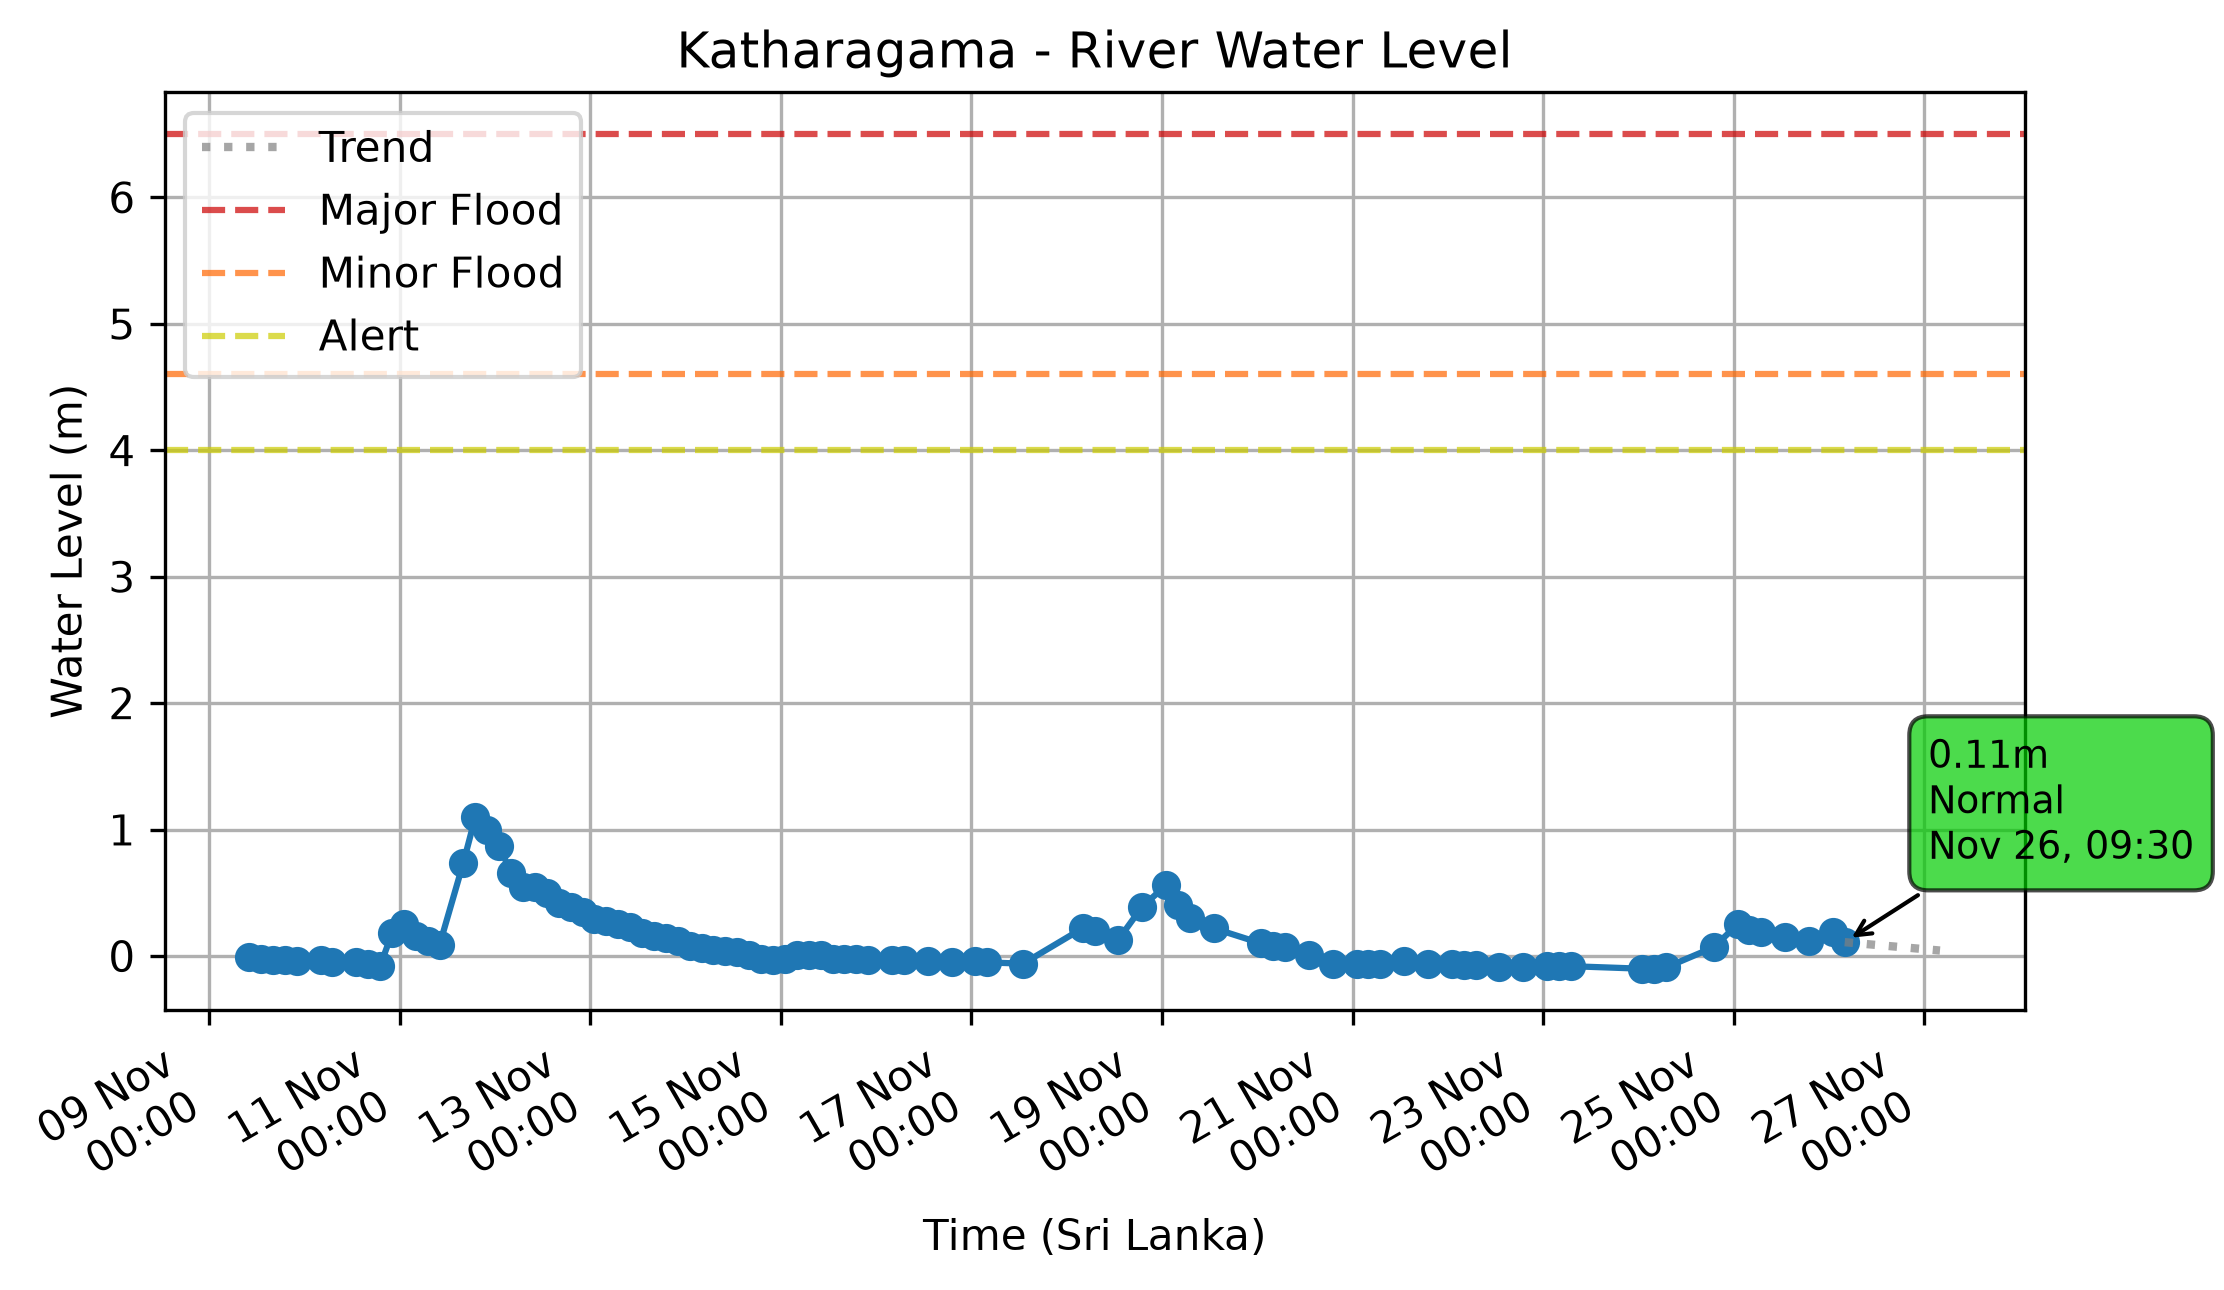 Katharagama - River Water Level
Trend
Major Flood
Minor Flood
Alert
Water Level (m)
6
5
4
3
2
1
0
0.11m
Normal
Nov 26, 09:30
09 Nov
00:00
11 Nov
00:00
13 Nov
00:00
15 Nov
00:00
17 Nov
00:00
19 Nov
00:00
21 Nov
00:00
23 Nov
00:00
25 Nov
00:00
27 Nov
00:00
Time (Sri Lanka)